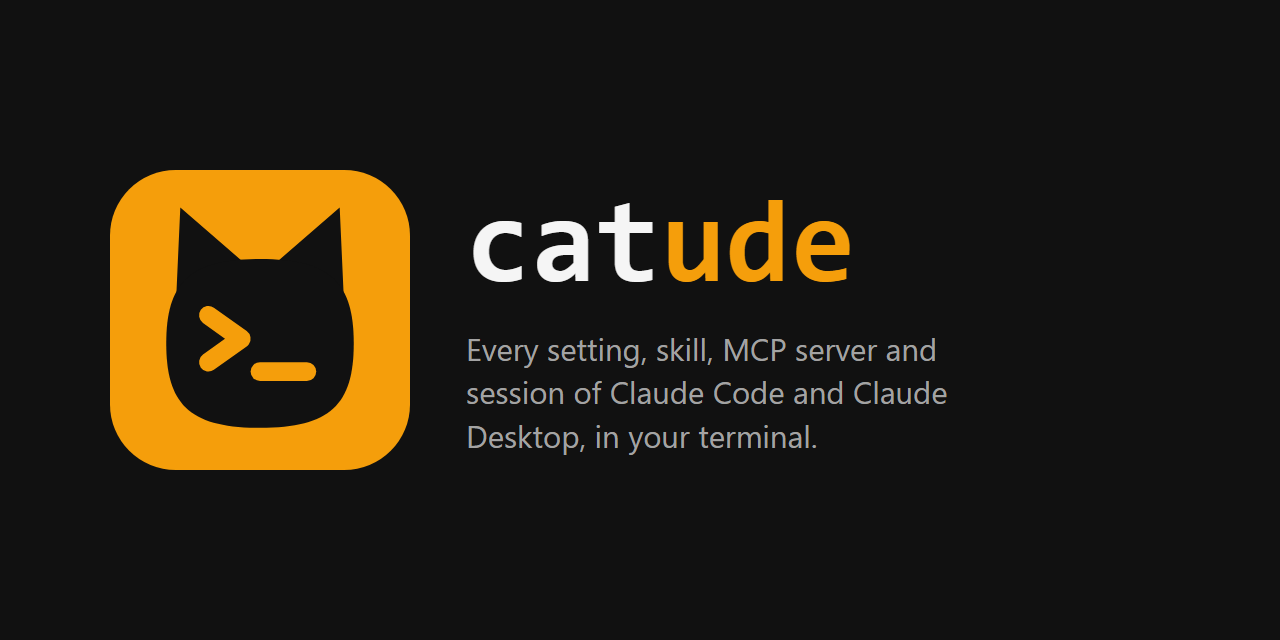 catude
Every setting, skill, MCP server and
session of Claude Code and Claude
Desktop, in your terminal.